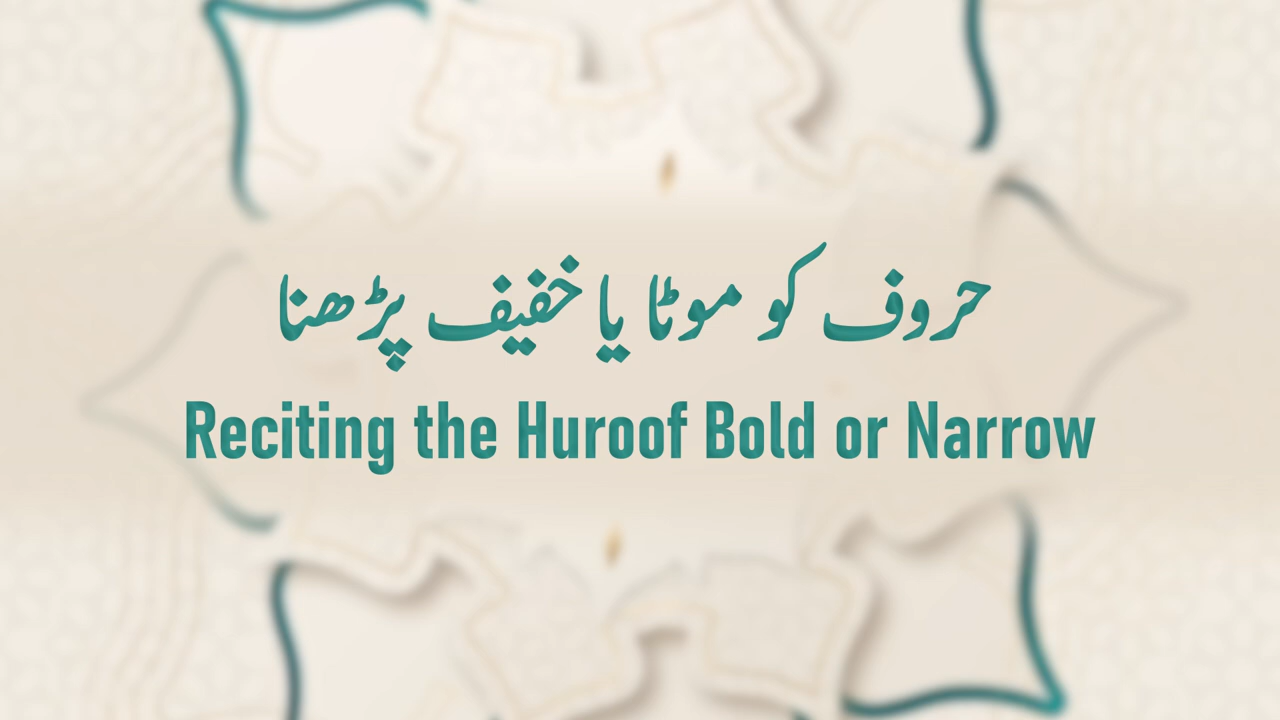 حروف کو موٹا یا خفیف پڑھنا
Reciting the Huroof Bold or Narrow